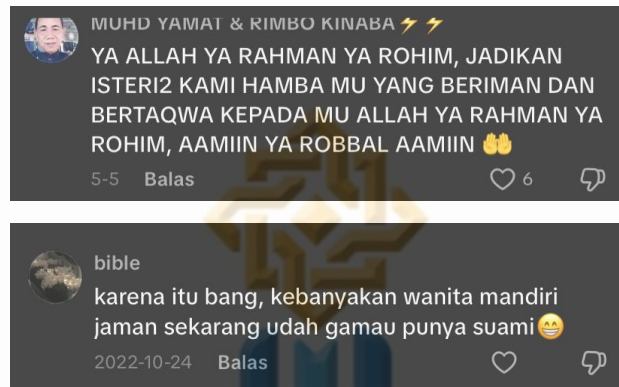 MUHD YAMAT & RIMBO KINABA⚡⚡
YA ALLAH YA RAHMAN YA ROHIM, JADIKAN
ISTERI2 KAMI HAMBA MU YANG BERIMAN DAN
BERTAQWA KEPADA MU ALLAH YA RAHMAN YA
ROHIM, AAMIIN YA ROBBAL AAMIIN 🤲
5-5 Balas 6
bible
karena itu bang, kebanyakan wanita mandiri
jaman sekarang udah gamau punya suami😁
2022-10-24 Balas